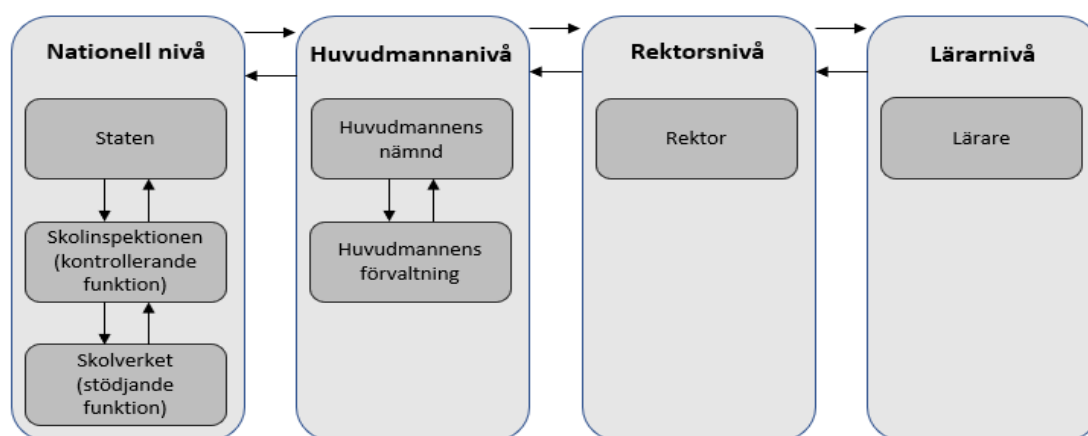 Nationell nivå
Staten
Skolinspektionen
(kontrollerande
funktion)
Skolverket
(stödjande
funktion)
Huvudmannanivå
Huvudmannens
nämnd
Huvudmannens
förvaltning
Rektorsnivå
Rektor
Lärarnivå
Lärare